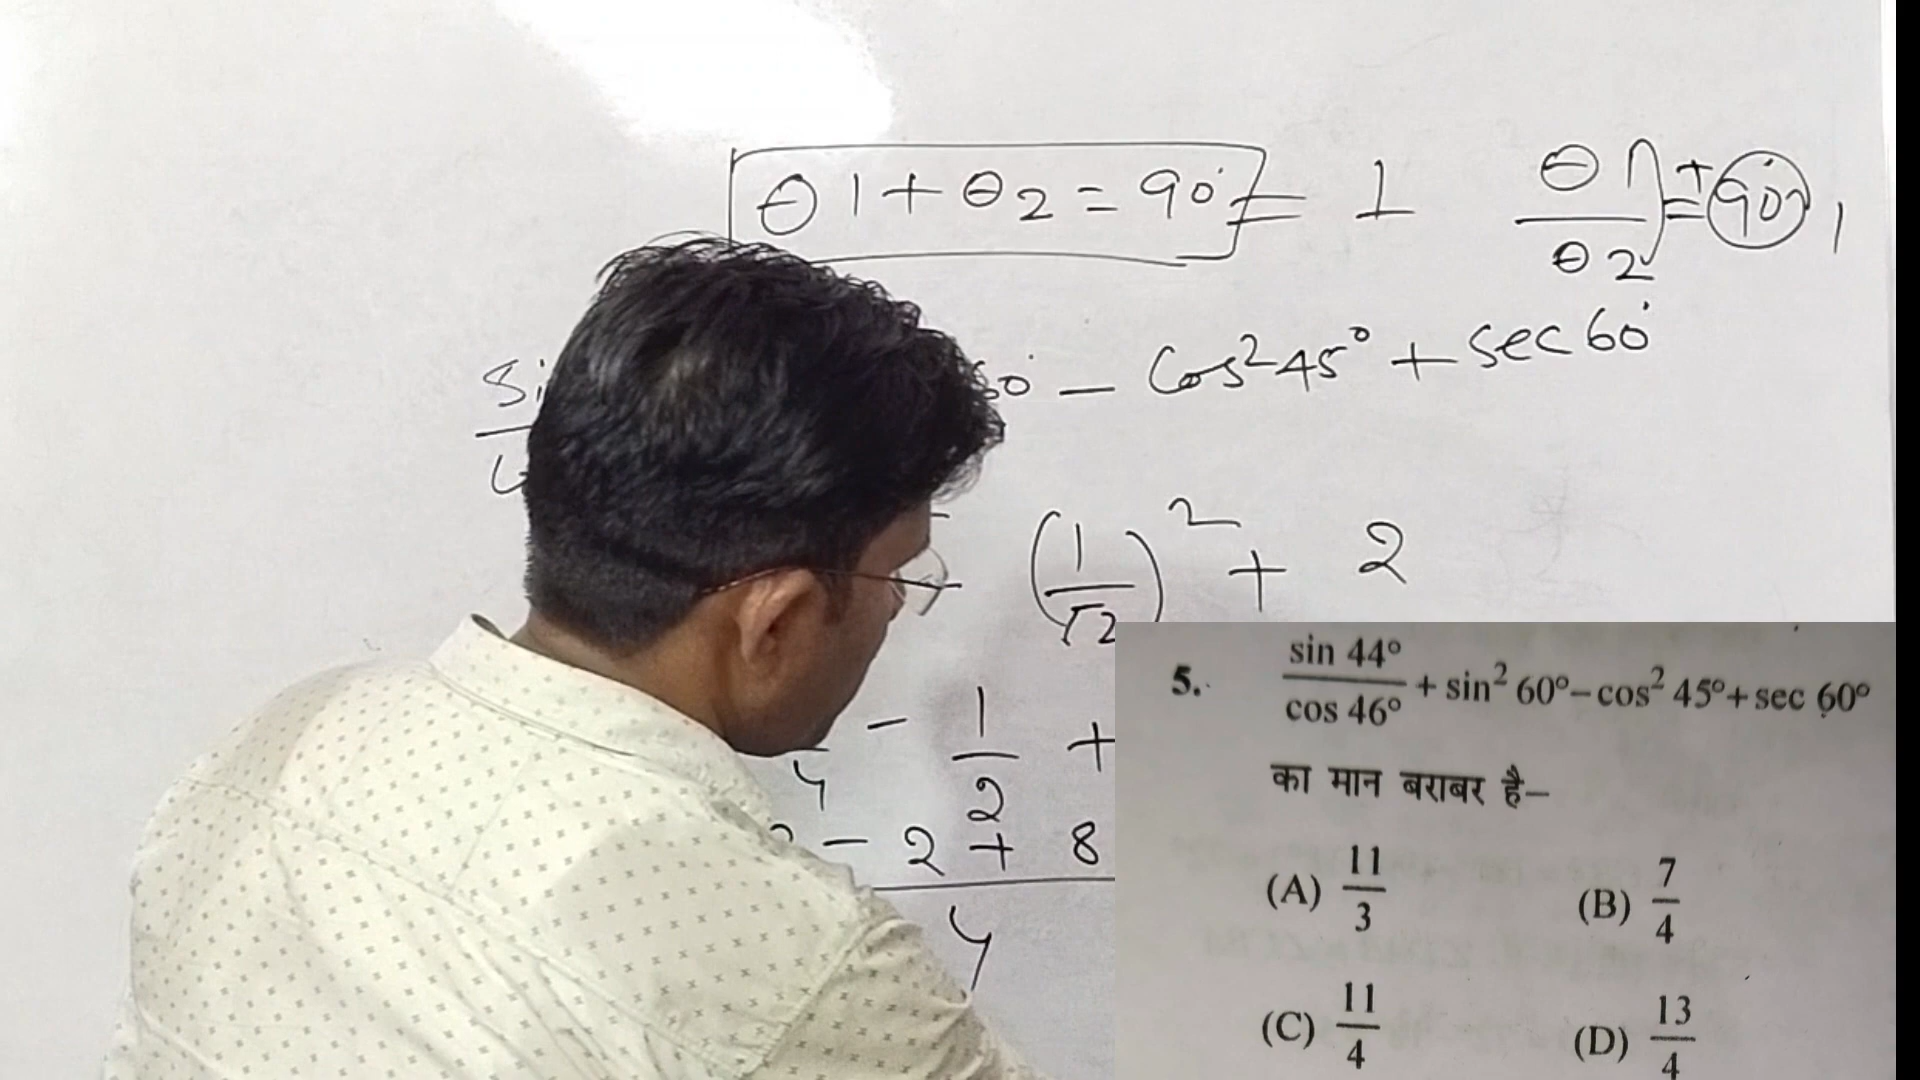 θ1 + θ2 = 90° = 1 θ1/θ2 = 90°
− cos²45° + sec 60°
(1/√2)² + 2
4 − 1/2 +
− 2 + 8
4
5. sin 44°/cos 46° + sin² 60° − cos² 45° + sec 60°
का मान बराबर है–
(A) 11/3 (B) 7/4
(C) 11/4 (D) 13/4